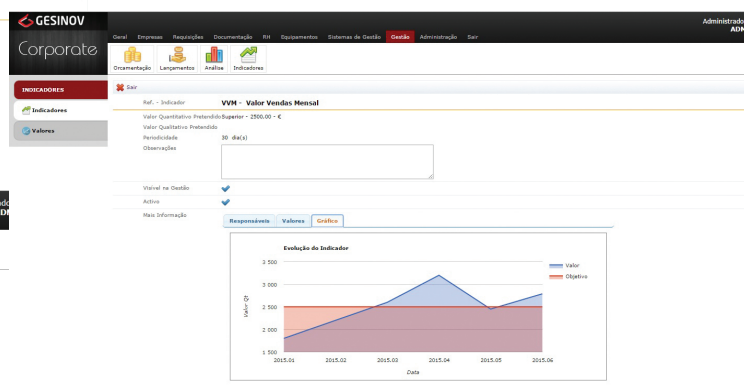 GESINOV
Corporate
Administrado
ADM
Geral Empresas Requisições Documentação RH Equipamentos Sistemas de Gestão Gestão Administração Sair
Orcamentação Lançamentos Análise Indicadores
INDICADORES
Indicadores
Valores
Sair
Ref. - Indicador VVM - Valor Vendas Mensal
Valor Quantitativo Pretendido Superior - 2500.00 - €
Valor Qualitativo Pretendido
Periodicidade 30 dia(s)
Observações
Visível na Gestão
Activo
Mais Informação
Responsáveis Valores Gráfico
Evolução do Indicador
3 500
3 000
2 500
2 000
1 500
Valor Qt
Valor
Objetivo
2015.01 2015.02 2015.03 2015.04 2015.05 2015.06
Data